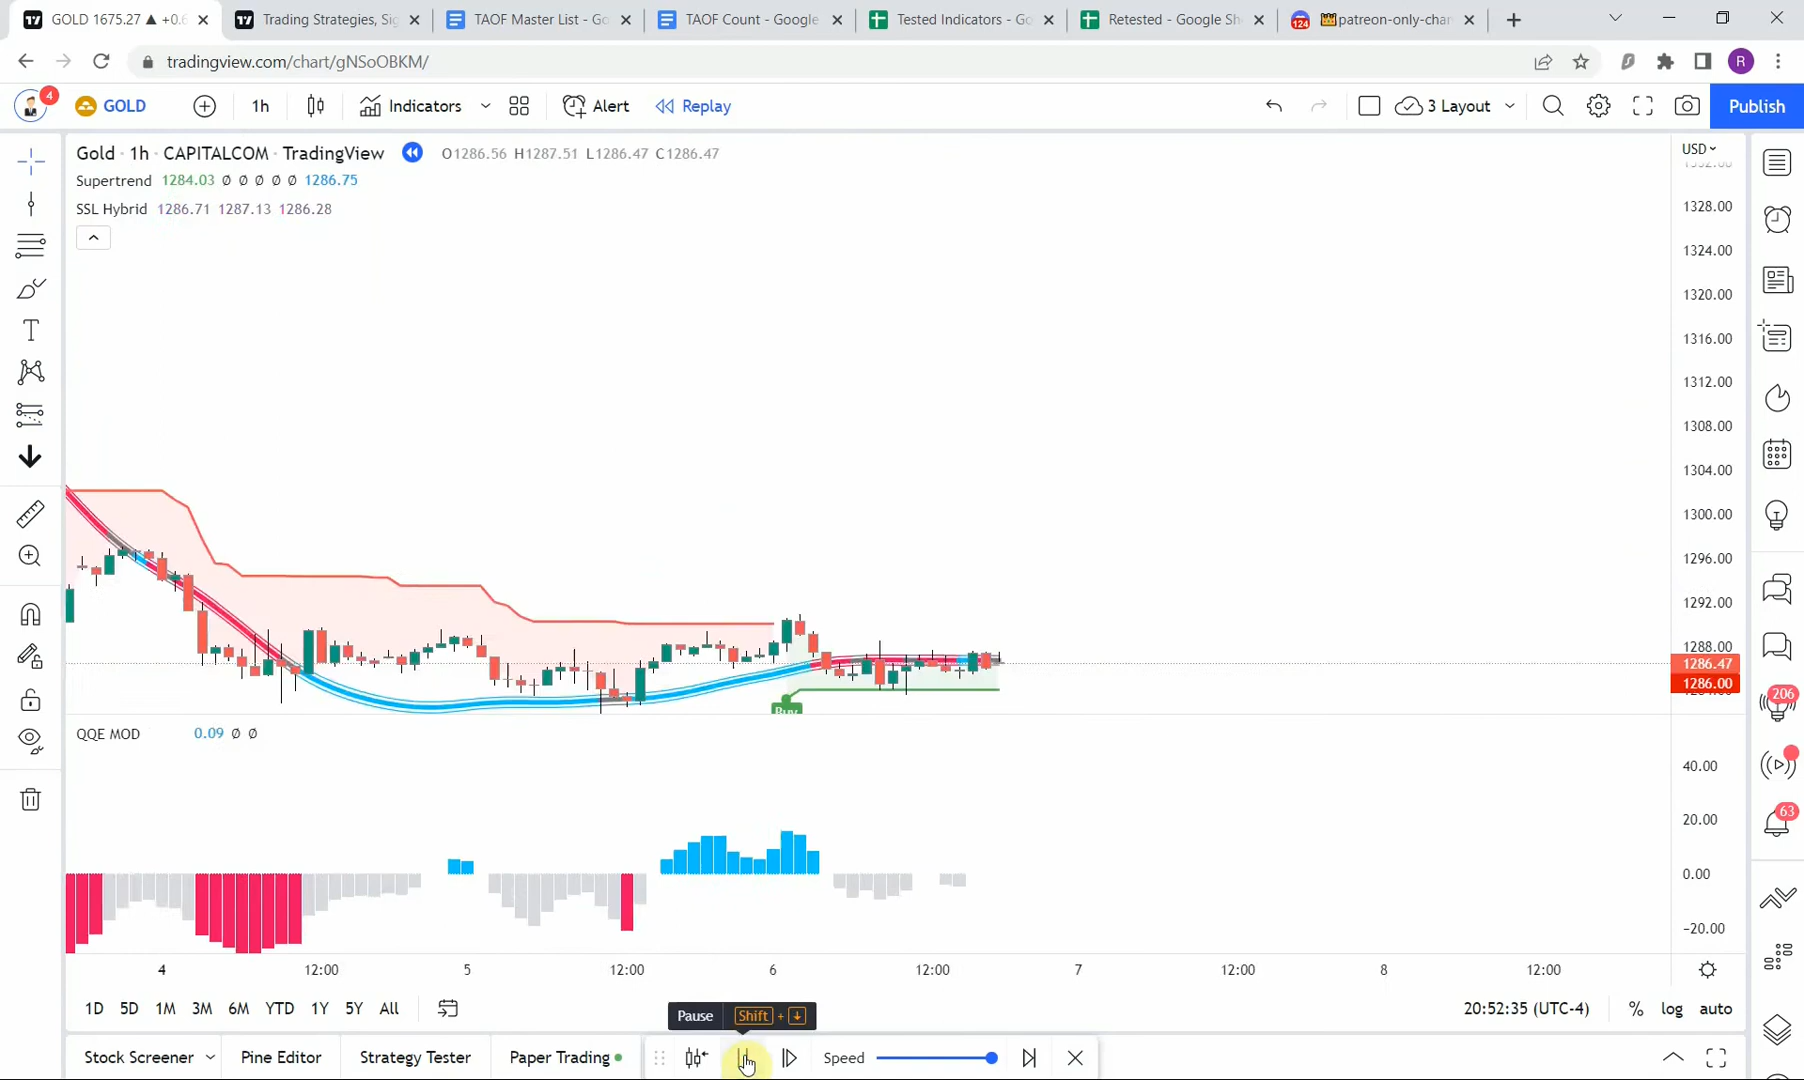 GOLD 1675.27 ▲ +0.6
Trading Strategies, Sig
TAOF Master List - Go
TAOF Count - Google
Tested Indicators - Go
Retested - Google She
124
patreon-only-char
tradingview.com/chart/gNSoOBKM/
R
4
GOLD
1h
Indicators
Alert
Replay
3 Layout
Publish
Gold · 1h · CAPITALCOM · TradingView
O1286.56 H1287.51 L1286.47 C1286.47
USD
Supertrend 1284.03 Ø Ø Ø Ø Ø 1286.75
SSL Hybrid 1286.71 1287.13 1286.28
1328.00
1324.00
1320.00
1316.00
1312.00
1308.00
1304.00
1300.00
1296.00
1292.00
1288.00
1286.47
1286.00
Buy
206
63
QQE MOD 0.09 Ø Ø
40.00
20.00
0.00
−20.00
4 12:00 5 12:00 6 12:00 7 12:00 8 12:00
1D 5D 1M 3M 6M YTD 1Y 5Y All
20:52:35 (UTC-4) % log auto
Pause Shift + ↓
Stock Screener Pine Editor Strategy Tester Paper Trading Speed